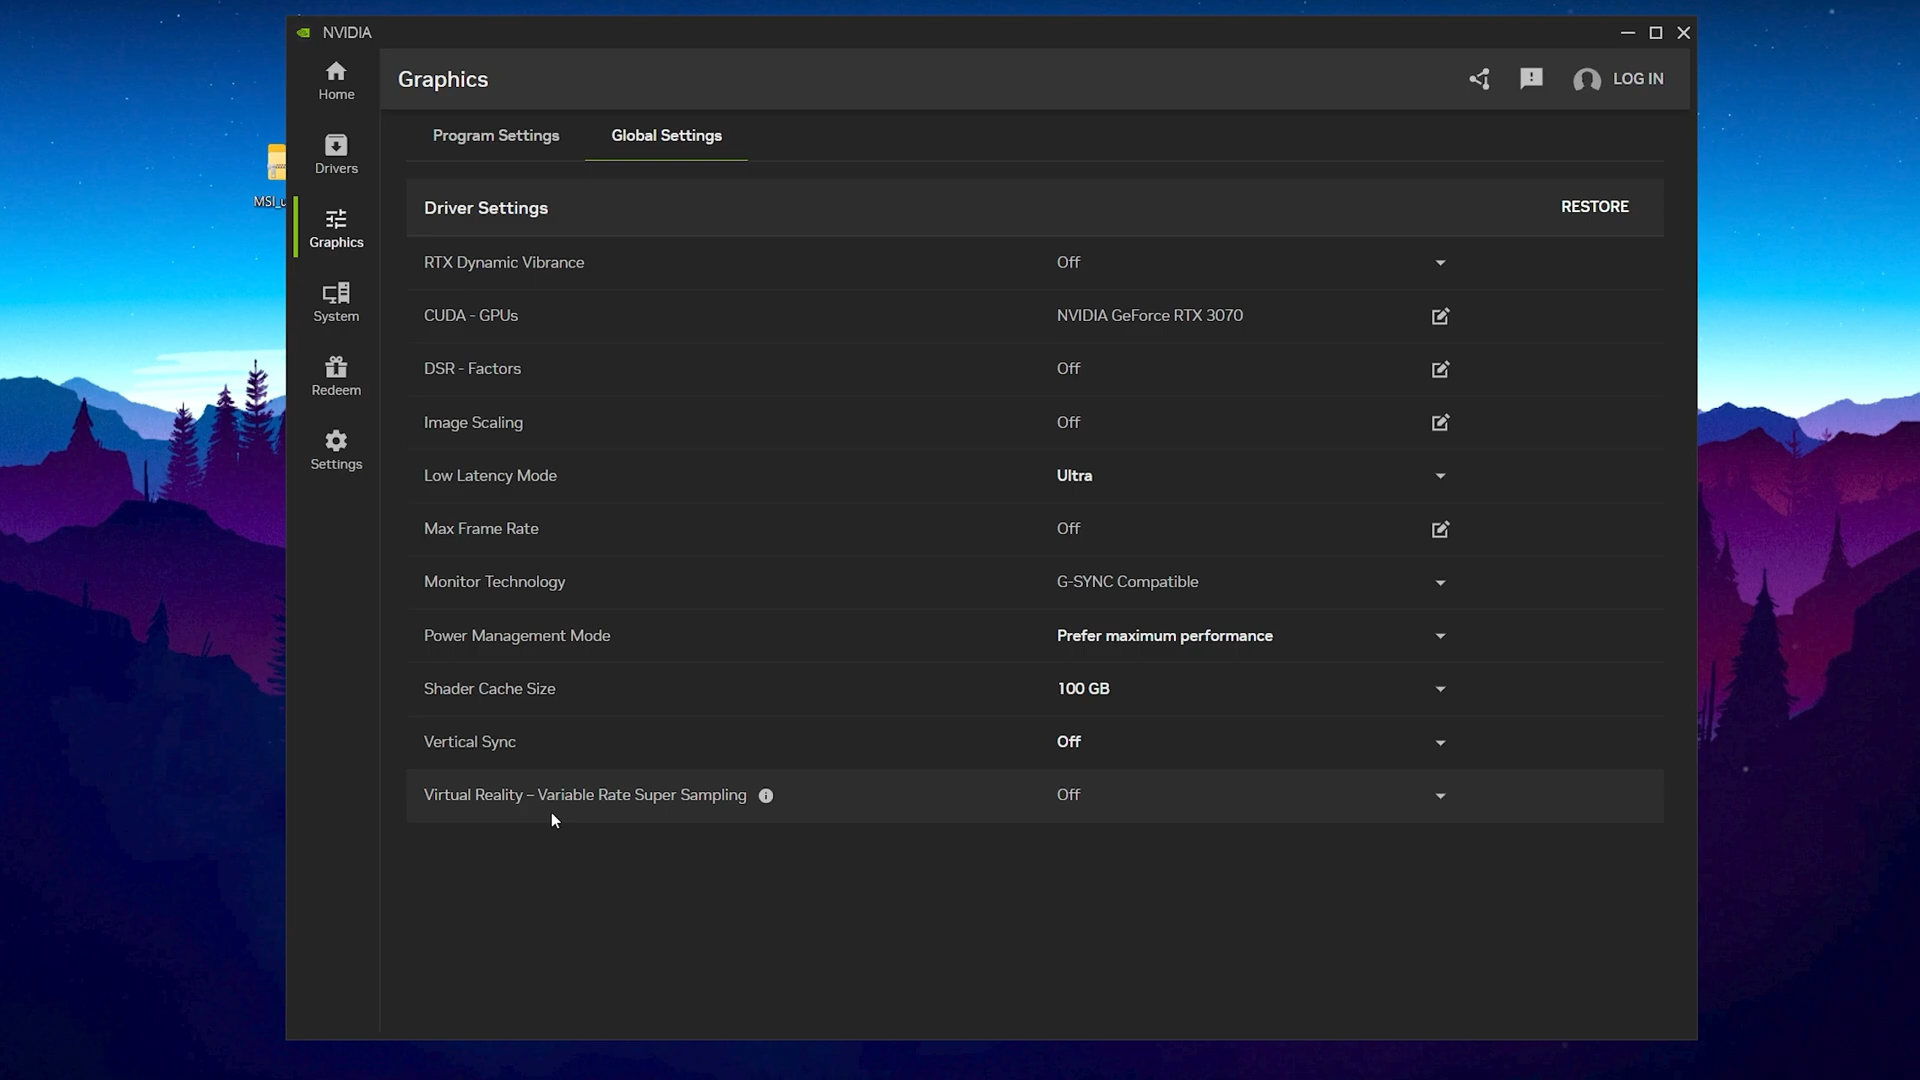 NVIDIA
Home
Graphics
LOG IN
Program Settings
Global Settings
Drivers
MSI_u
Driver Settings
RESTORE
Graphics
RTX Dynamic Vibrance
Off
CUDA - GPUs
NVIDIA GeForce RTX 3070
System
DSR - Factors
Off
Redeem
Image Scaling
Off
Settings
Low Latency Mode
Ultra
Max Frame Rate
Off
Monitor Technology
G-SYNC Compatible
Power Management Mode
Prefer maximum performance
Shader Cache Size
100 GB
Vertical Sync
Off
Virtual Reality – Variable Rate Super Sampling
Off